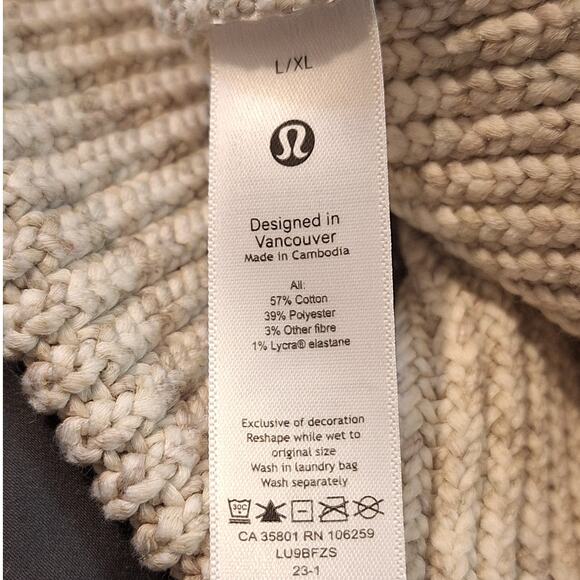 L/XL
Designed in
Vancouver
Made in Cambodia
All:
57% Cotton
39% Polyester
3% Other fibre
1% Lycra® elastane
Exclusive of decoration
Reshape while wet to
original size
Wash in laundry bag
Wash separately
30C
CA 35801 RN 106259
LU9BFZS
23-1